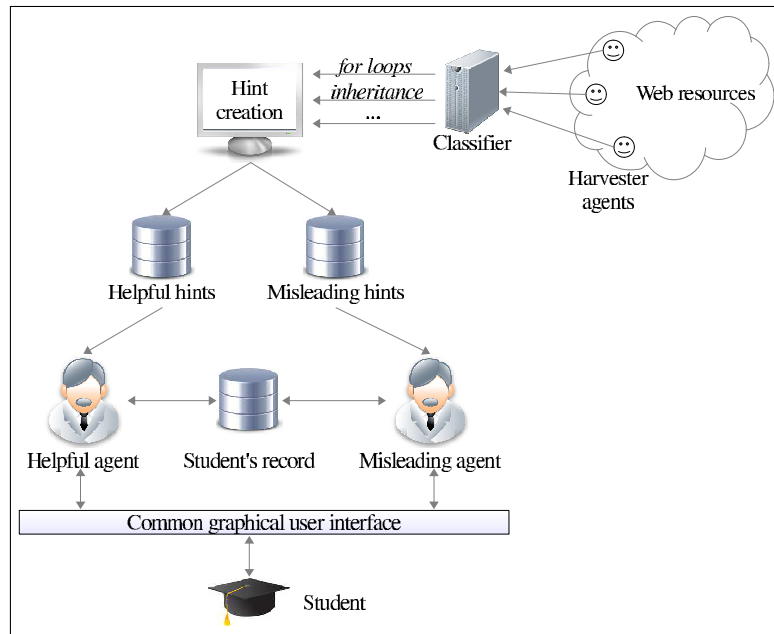 for loops
inheritance
...
Hint
creation
Classifier
Web resources
Harvester
agents
Helpful hints
Misleading hints
Helpful agent
Student's record
Misleading agent
Common graphical user interface
Student